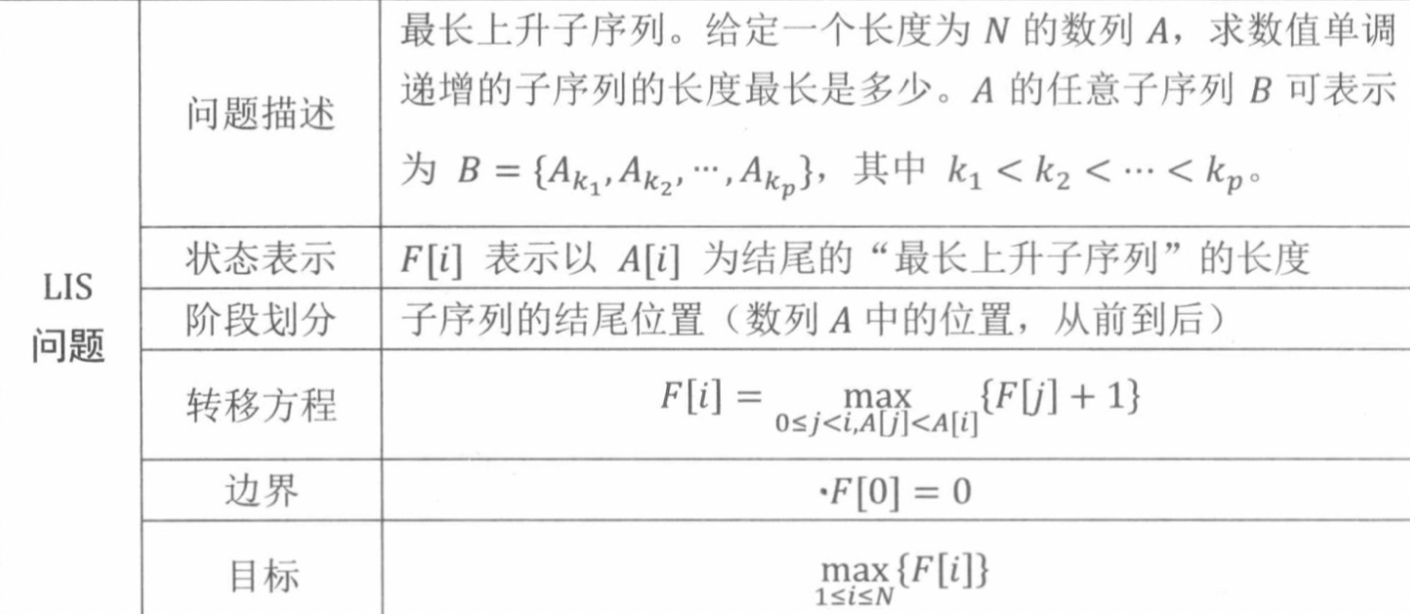 LIS
问题
问题描述
最长上升子序列。给定一个长度为 N 的数列 A，求数值单调
递增的子序列的长度最长是多少。A 的任意子序列 B 可表示
为 B = {A_{k_1}, A_{k_2}, ⋯, A_{k_p}}，其中 k_1 < k_2 < ⋯ < k_p。
状态表示
F[i] 表示以 A[i] 为结尾的“最长上升子序列”的长度
阶段划分
子序列的结尾位置（数列 A 中的位置，从前到后）
转移方程
F[i] = max_{0≤j<i,A[j]<A[i]}{F[j] + 1}
边界
F[0] = 0
目标
max_{1≤i≤N}{F[i]}